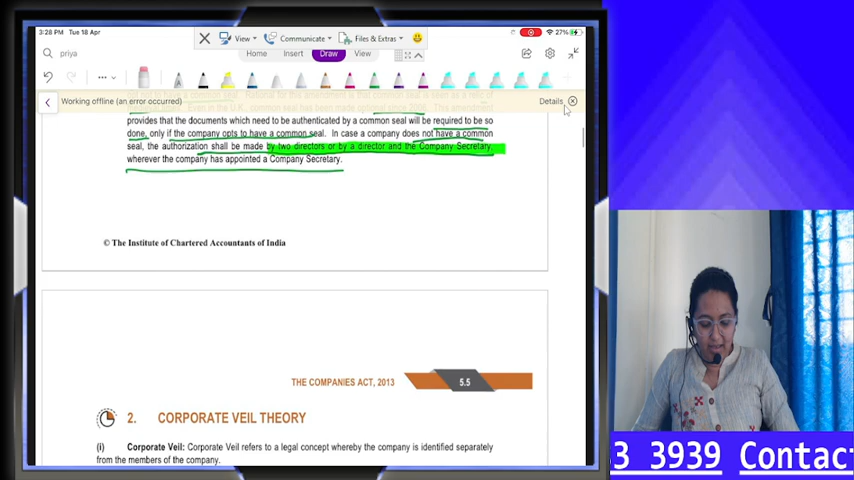 3:28 PM Tue 18 Apr
27%
View
Communicate
Files & Extras
priya
Home Insert Draw View
Working offline (an error occurred) Details
provides that the documents which need to be authenticated by a common seal will be required to be so
done, only if the company opts to have a common seal. In case a company does not have a common
seal, the authorization shall be made by two directors or by a director and the Company Secretary,
wherever the company has appointed a Company Secretary.
© The Institute of Chartered Accountants of India
THE COMPANIES ACT, 2013 5.5
2. CORPORATE VEIL THEORY
(i) Corporate Veil: Corporate Veil refers to a legal concept whereby the company is identified separately
from the members of the company.
3 3939 Contac